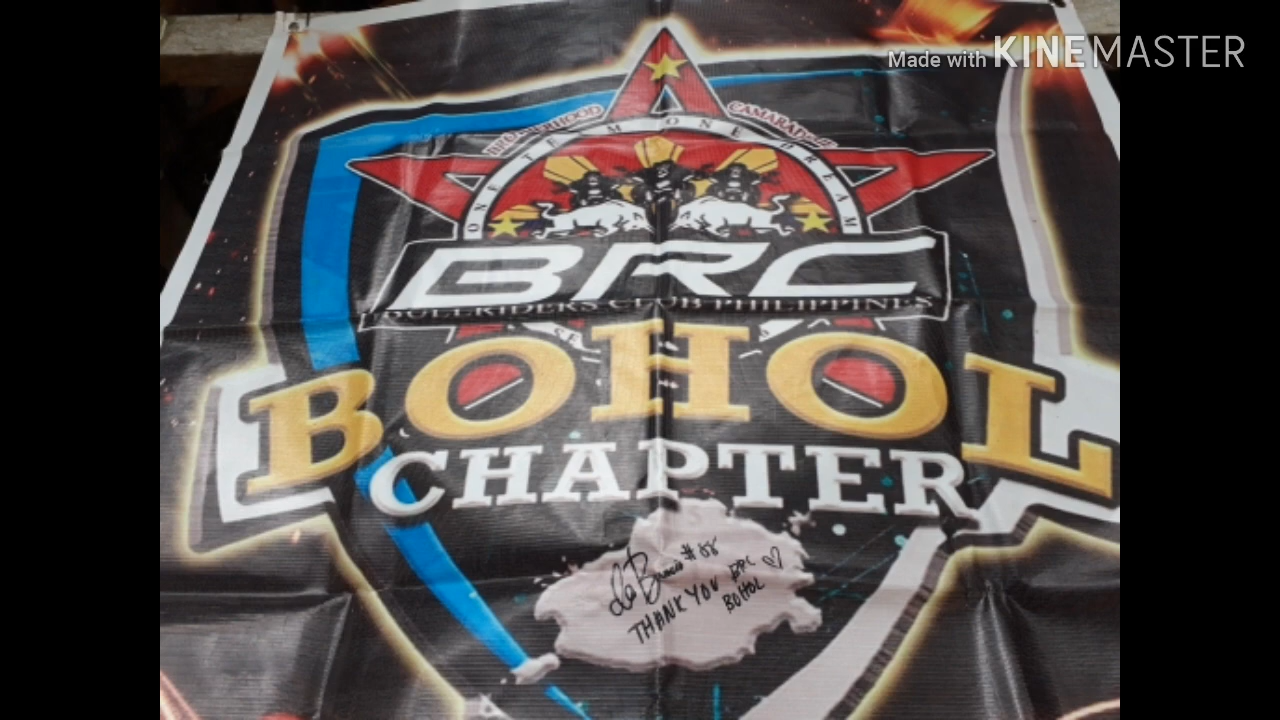 Made with KINEMASTER
BROTHERHOOD
CAMARADERIE
ONE TEAM ONE DREAM
BRC
BULLRIDERS CLUB PHILIPPINES
BOHOL
CHAPTER
#88
THANK YOU BRC
BOHOL